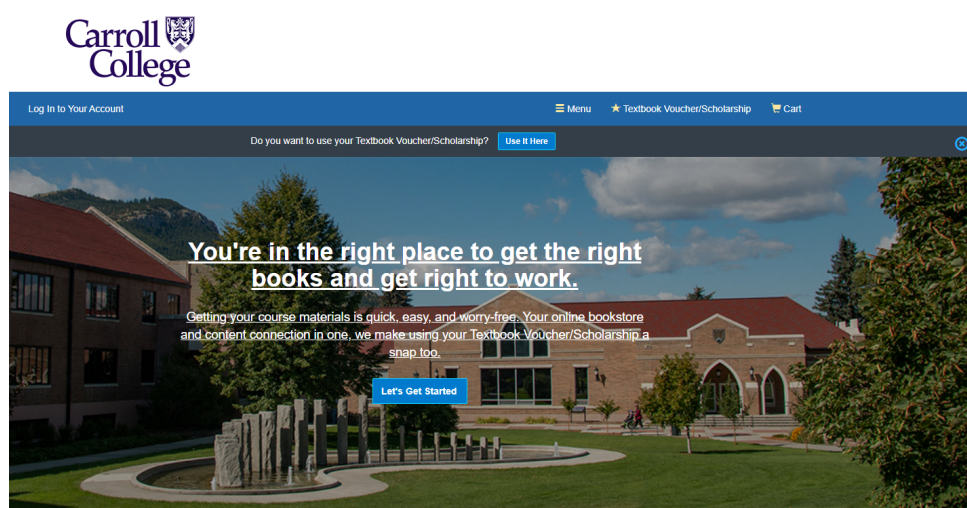 Carroll
College
Log In to Your Account
Menu
Textbook Voucher/Scholarship
Cart
Do you want to use your Textbook Voucher/Scholarship?
Use It Here
You're in the right place to get the right
books and get right to work.
Getting your course materials is quick, easy, and worry-free. Your online bookstore
and content connection in one, we make using your Textbook Voucher/Scholarship a
snap too.
Let's Get Started